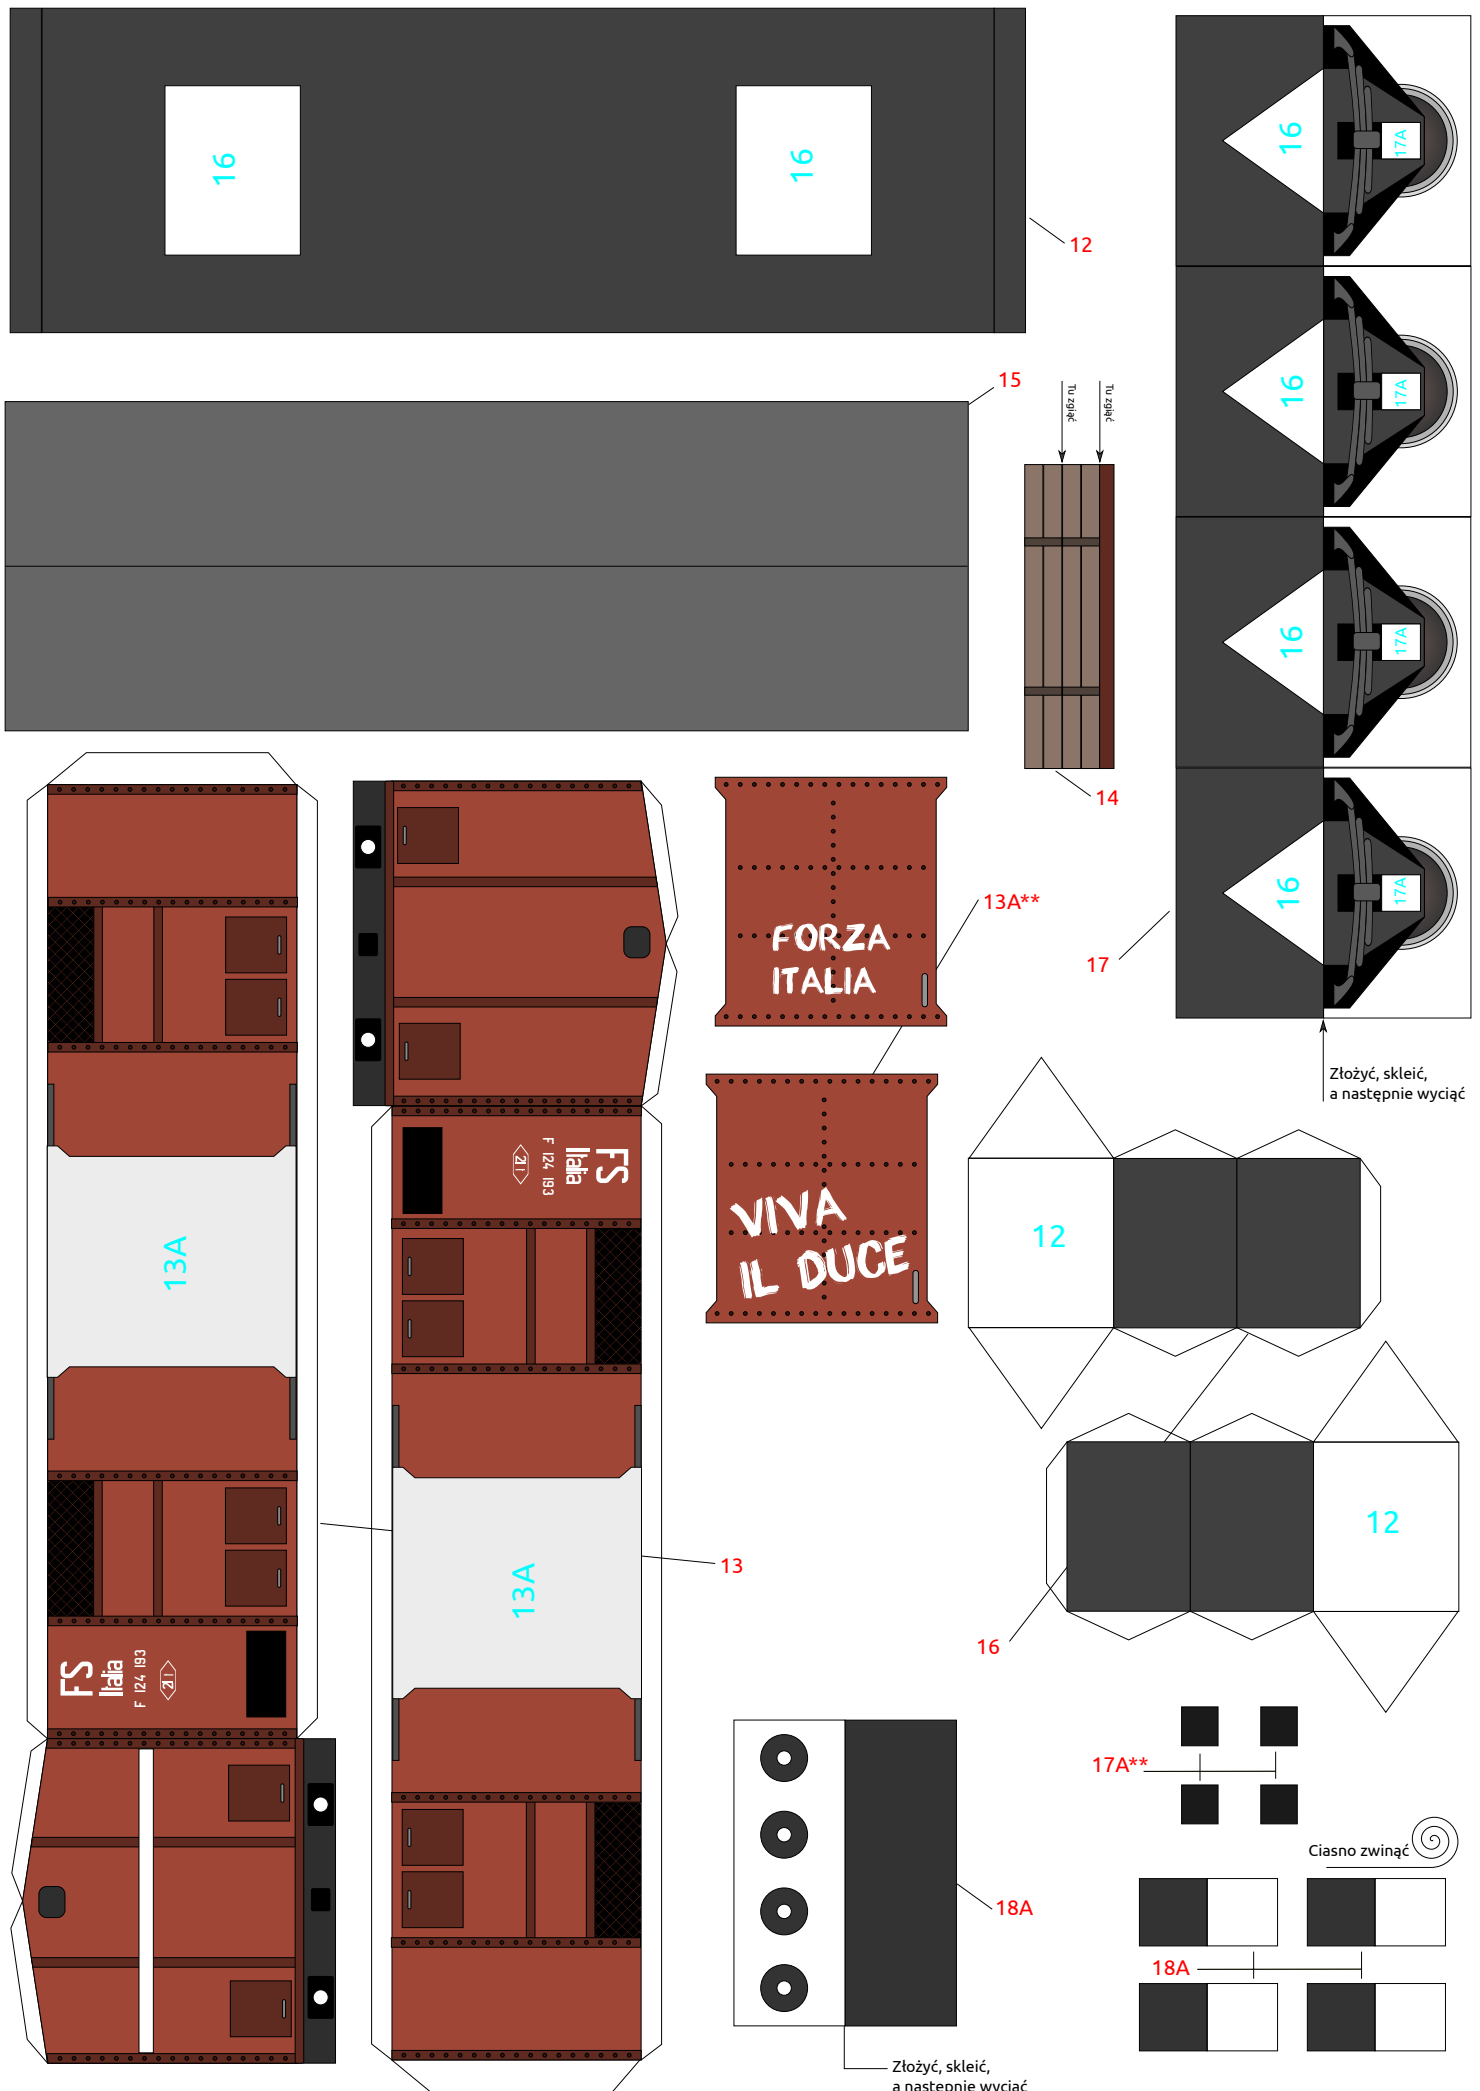 16
16
12
16
17A
16
17A
16
17A
16
17A
17
Złożyć, skleić,
a następnie wyciąć
15
Tu zgiąć
Tu zgiąć
14
13A
FS
Italia
F 124 193
21
FS
Italia
F 124 193
21
13A
13
FORZA
ITALIA
13A**
VIVA
IL DUCE
12
12
16
17A**
Ciasno zwinąć
18A
18A
Złożyć, skleić,
a następnie wyciąć